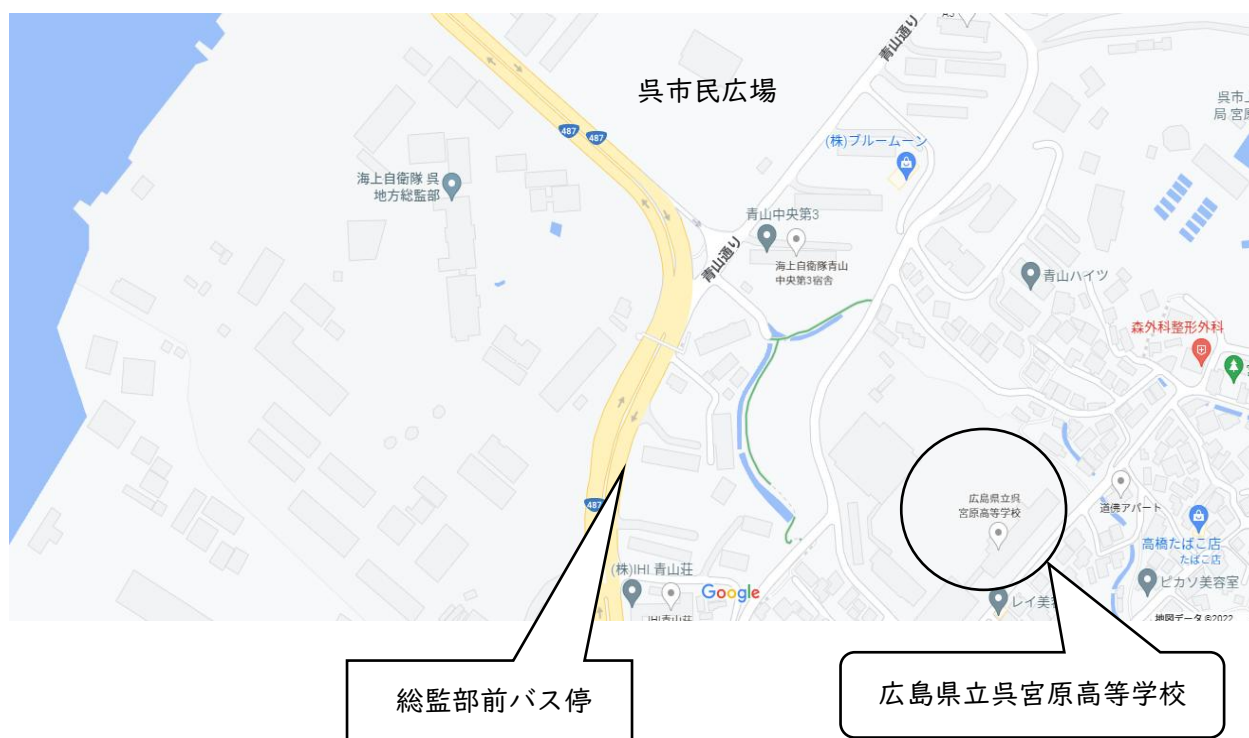 青山通り
呉市民広場
487 487
(株)ブルームーン
海上自衛隊 呉
地方総監部
青山中央第3
青山通り
海上自衛隊青山
中央第3宿舎
青山ハイツ
森外科整形外科
広島県立呉
宮原高等学校
道傳アパート
487
高橋たばこ店
たばこ店
(株)IHI 青山荘
Google
ピカソ美容室
レイ美容
IHI青山荘
地図データ ©2022
総監部前バス停
広島県立呉宮原高等学校